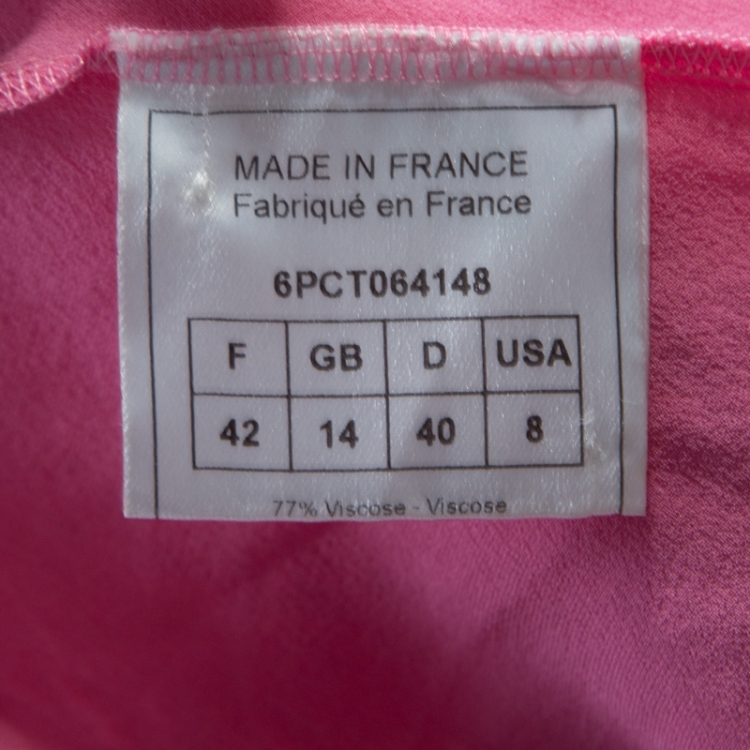 MADE IN FRANCE
Fabriqué en France
6PCT064148
F GB D USA
42 14 40 8
77% Viscose - Viscose